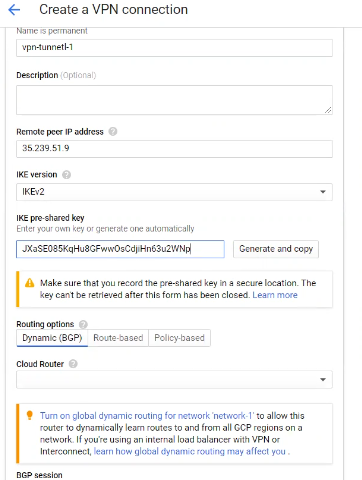 Create a VPN connection
Name is permanent
vpn-tunnetl-1
Description (Optional)
Remote peer IP address
35.239.51.9
IKE version
IKEv2
IKE pre-shared key
Enter your own key or generate one automatically
JXaSE085KqHu8GFwwOsCdjiHn63u2WNp
Generate and copy
Make sure that you record the pre-shared key in a secure location. The
key can't be retrieved after this form has been closed. Learn more
Routing options
Dynamic (BGP) Route-based Policy-based
Cloud Router
Turn on global dynamic routing for network 'network-1' to allow this
router to dynamically learn routes to and from all GCP regions on a
network. If you're using an internal load balancer with VPN or
Interconnect, learn how global dynamic routing may affect you .
BGP session